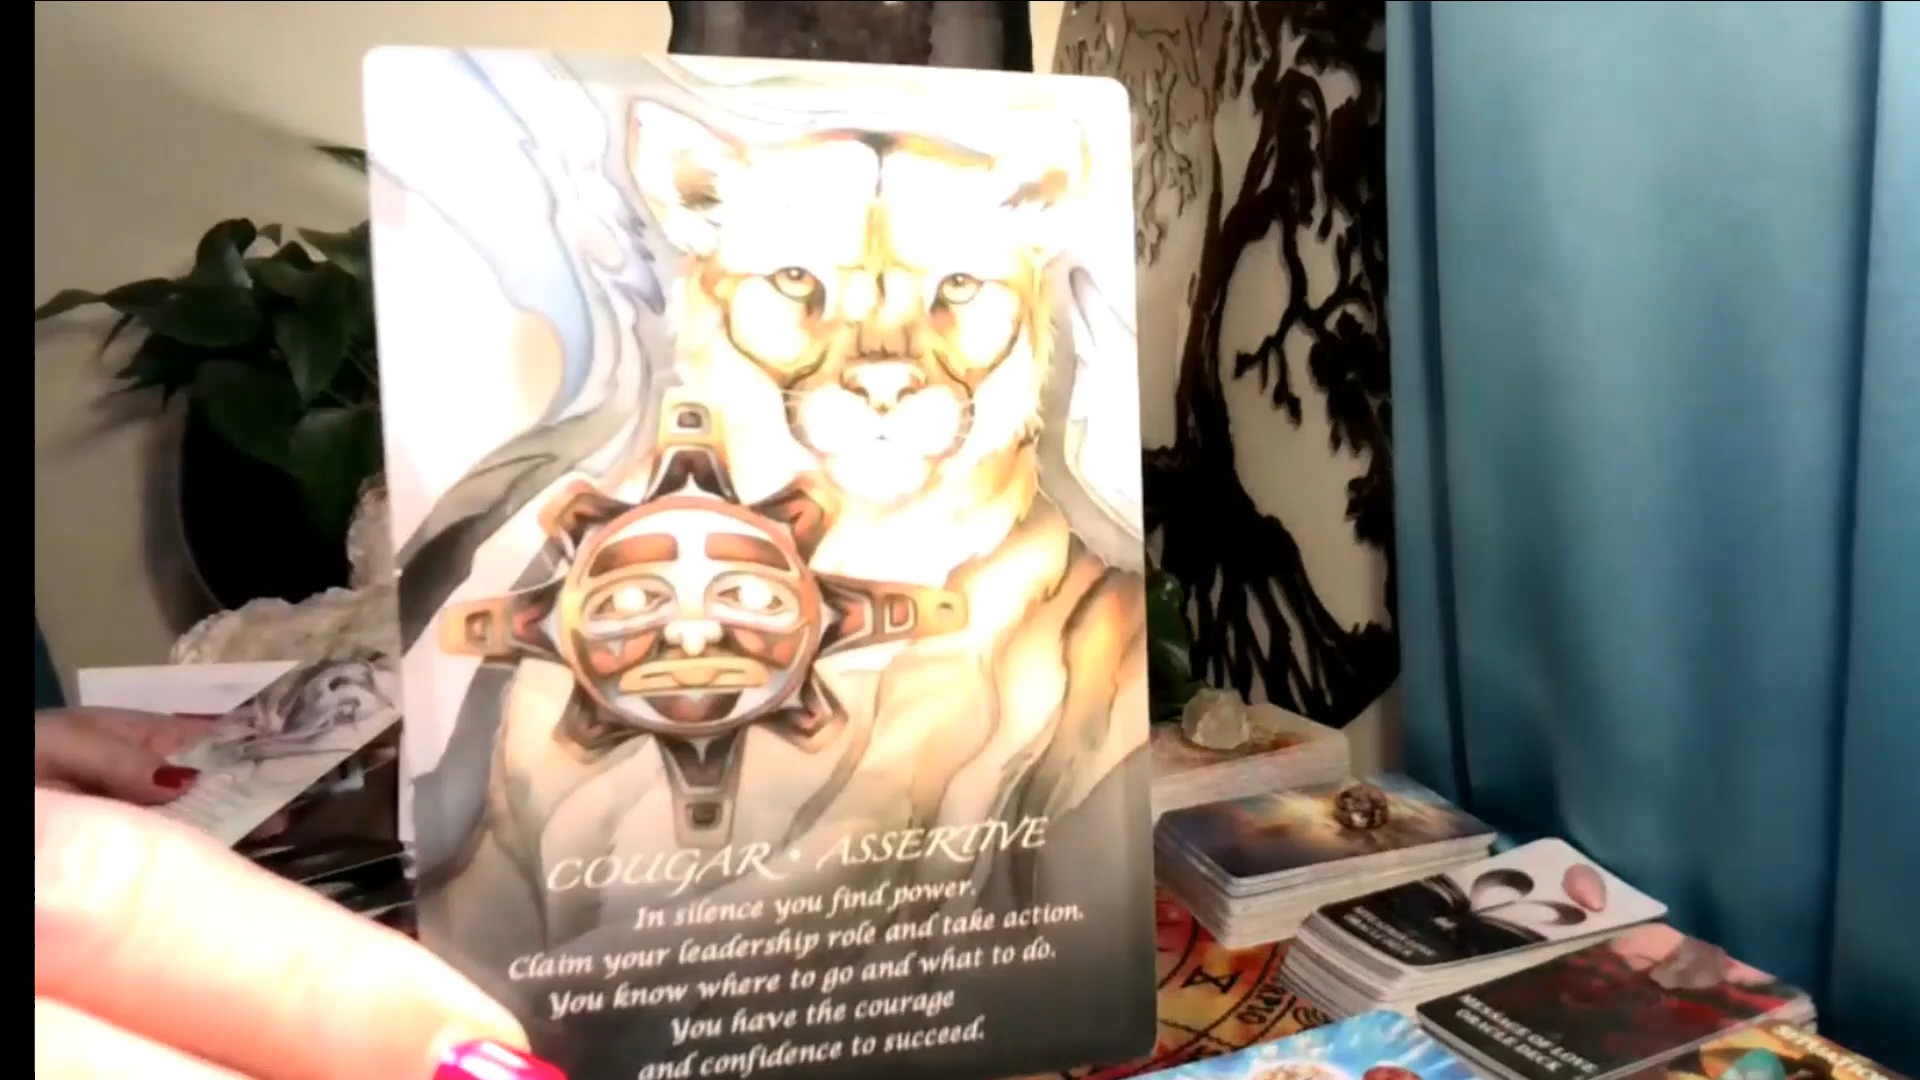 COUGAR • ASSERTIVE
In silence you find power.
Claim your leadership role and take action.
You know where to go and what to do.
You have the courage
and confidence to succeed.
MESSAGE OF LOVE
ORACLE DECK